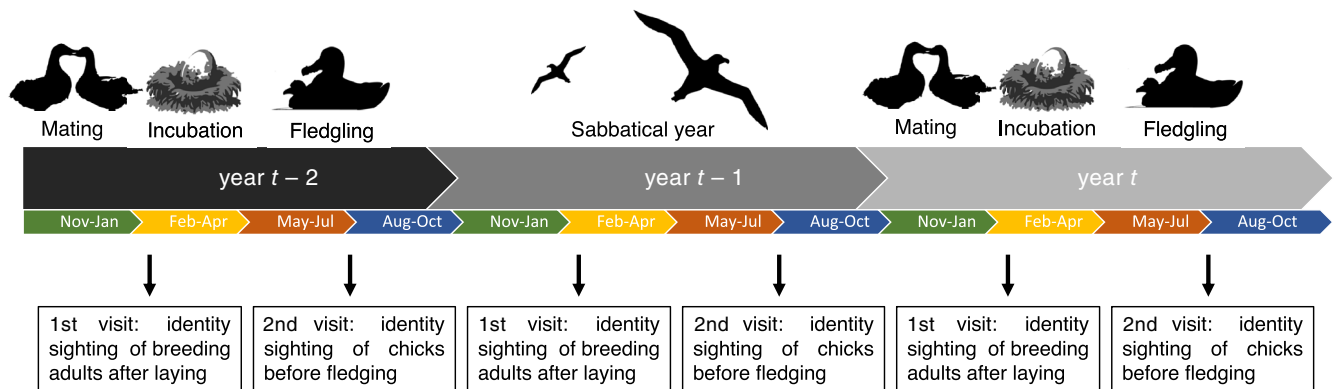 Mating Incubation Fledgling Sabbatical year Mating Incubation Fledgling
year t – 2 year t – 1 year t
Nov-Jan Feb-Apr May-Jul Aug-Oct Nov-Jan Feb-Apr May-Jul Aug-Oct Nov-Jan Feb-Apr May-Jul Aug-Oct
1st visit: identity
sighting of breeding
adults after laying
2nd visit: identity
sighting of chicks
before fledging
1st visit: identity
sighting of breeding
adults after laying
2nd visit: identity
sighting of chicks
before fledging
1st visit: identity
sighting of breeding
adults after laying
2nd visit: identity
sighting of chicks
before fledging